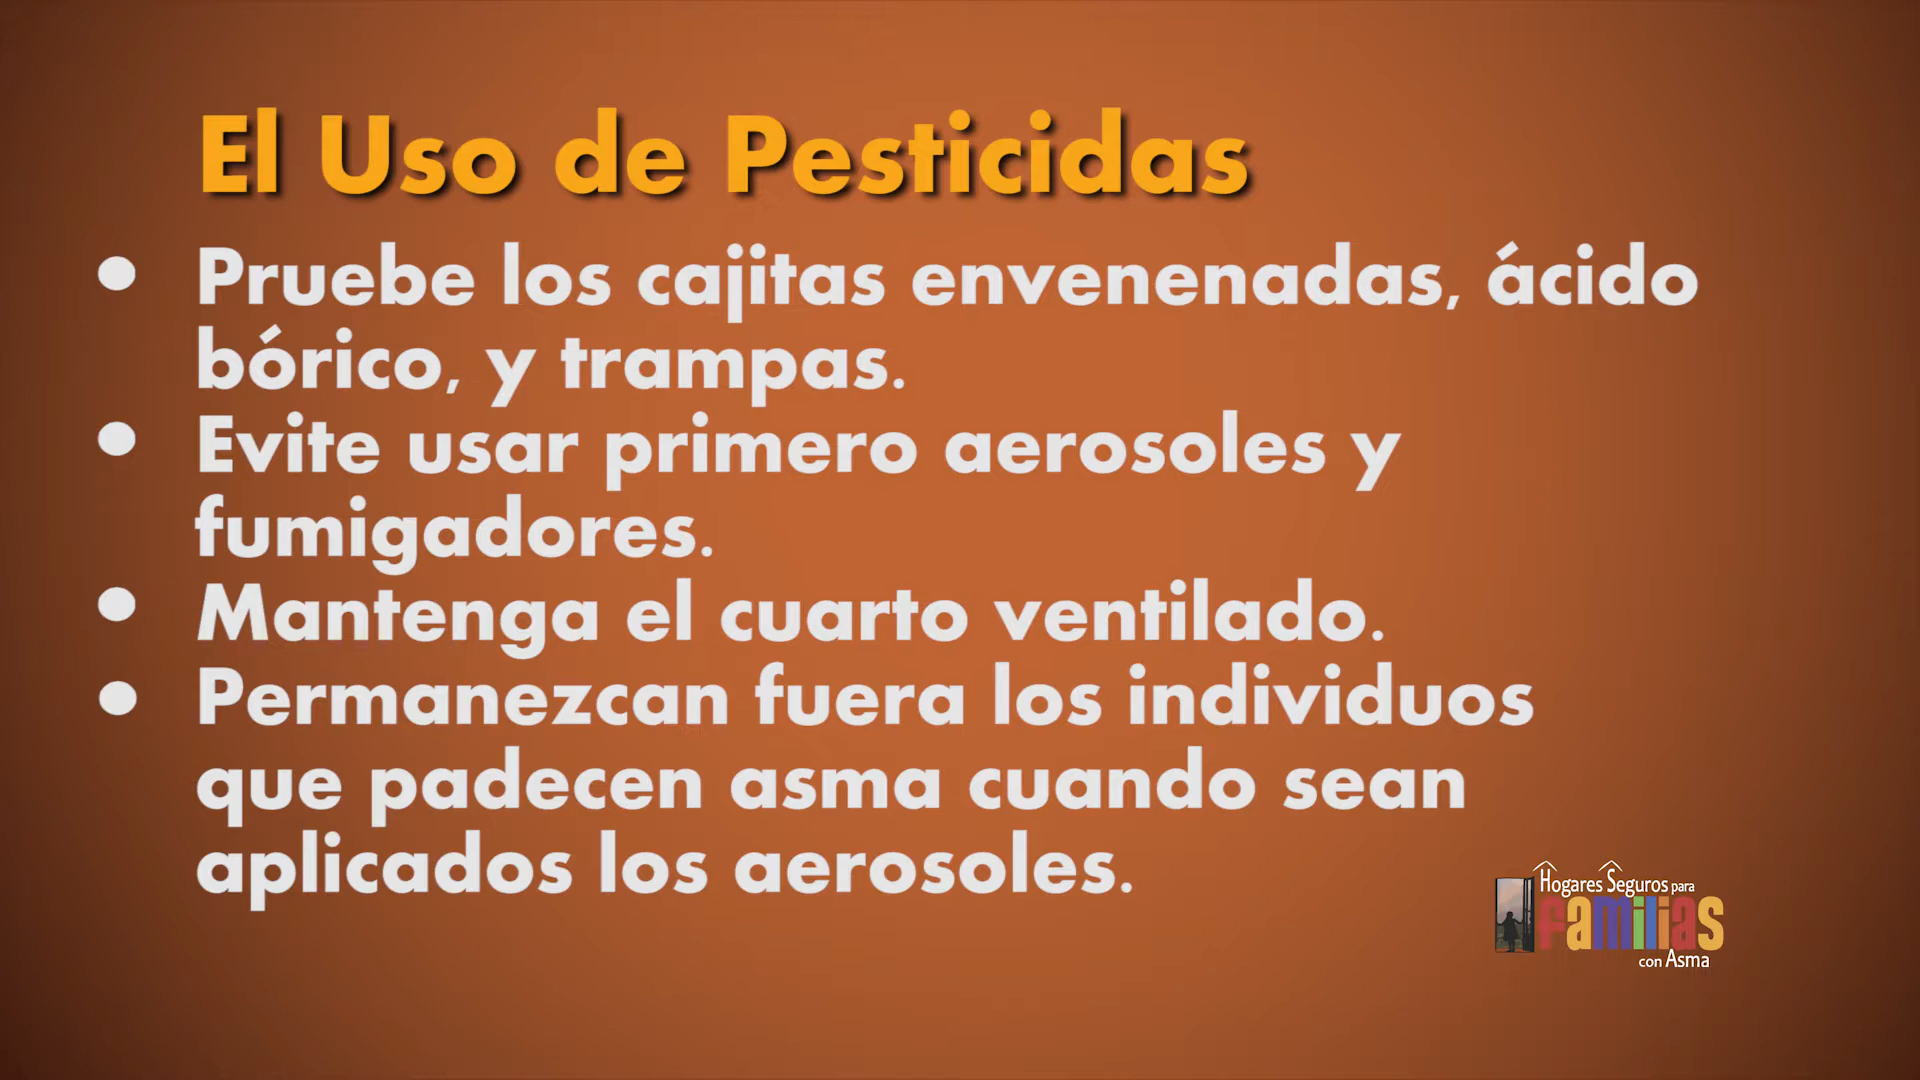 El Uso de Pesticidas
• Pruebe los cajitas envenenadas, ácido
bórico, y trampas.
• Evite usar primero aerosoles y
fumigadores.
• Mantenga el cuarto ventilado.
• Permanezcan fuera los individuos
que padecen asma cuando sean
aplicados los aerosoles.
Hogares Seguros para
familias
con Asma